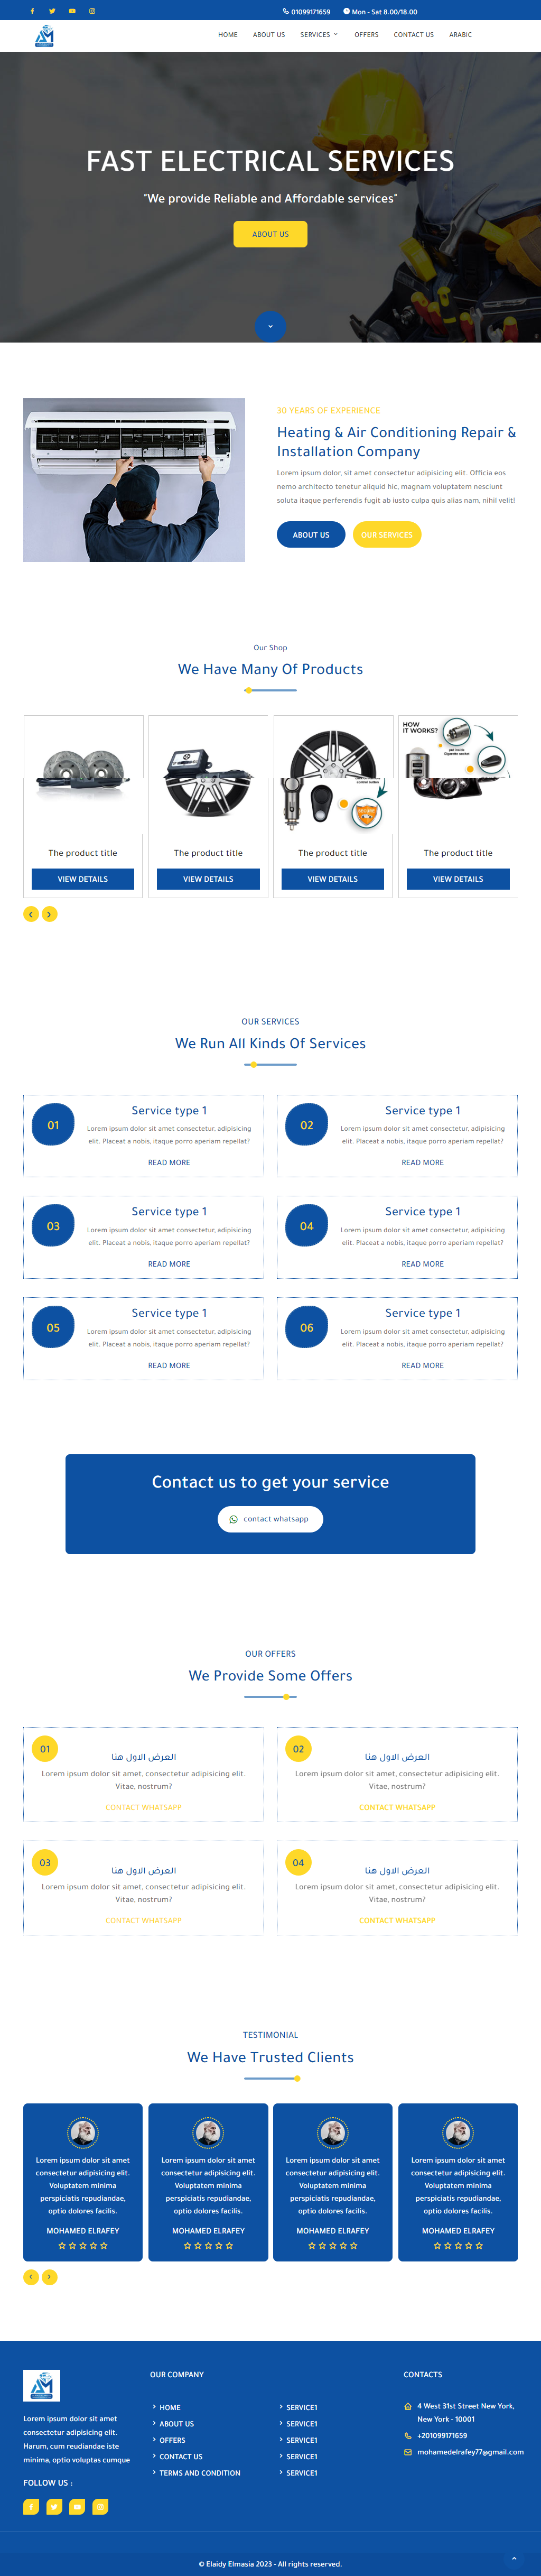 01099171659 Mon - Sat 8.00/18.00
HOME ABOUT US SERVICES OFFERS CONTACT US ARABIC
FAST ELECTRICAL SERVICES
"We provide Reliable and Affordable services"
ABOUT US
30 YEARS OF EXPERIENCE
Heating & Air Conditioning Repair &
Installation Company
Lorem ipsum dolor, sit amet consectetur adipisicing elit. Officia eos
nemo architecto tenetur aliquid hic, magnam voluptatem nesciunt
soluta itaque perferendis fugit ab iusto culpa quis alias nam, nihil velit!
ABOUT US OUR SERVICES
Our Shop
We Have Many Of Products
HOW
IT WORKS?
The product title
VIEW DETAILS
The product title
VIEW DETAILS
The product title
VIEW DETAILS
The product title
VIEW DETAILS
OUR SERVICES
We Run All Kinds Of Services
01
Service type 1
Lorem ipsum dolor sit amet consectetur, adipisicing
elit. Placeat a nobis, itaque porro aperiam repellat?
READ MORE
02
Service type 1
Lorem ipsum dolor sit amet consectetur, adipisicing
elit. Placeat a nobis, itaque porro aperiam repellat?
READ MORE
03
Service type 1
Lorem ipsum dolor sit amet consectetur, adipisicing
elit. Placeat a nobis, itaque porro aperiam repellat?
READ MORE
04
Service type 1
Lorem ipsum dolor sit amet consectetur, adipisicing
elit. Placeat a nobis, itaque porro aperiam repellat?
READ MORE
05
Service type 1
Lorem ipsum dolor sit amet consectetur, adipisicing
elit. Placeat a nobis, itaque porro aperiam repellat?
READ MORE
06
Service type 1
Lorem ipsum dolor sit amet consectetur, adipisicing
elit. Placeat a nobis, itaque porro aperiam repellat?
READ MORE
Contact us to get your service
contact whatsapp
OUR OFFERS
We Provide Some Offers
01
العرض الاول هنا
Lorem ipsum dolor sit amet, consectetur adipisicing elit.
Vitae, nostrum?
CONTACT WHATSAPP
02
العرض الاول هنا
Lorem ipsum dolor sit amet, consectetur adipisicing elit.
Vitae, nostrum?
CONTACT WHATSAPP
03
العرض الاول هنا
Lorem ipsum dolor sit amet, consectetur adipisicing elit.
Vitae, nostrum?
CONTACT WHATSAPP
04
العرض الاول هنا
Lorem ipsum dolor sit amet, consectetur adipisicing elit.
Vitae, nostrum?
CONTACT WHATSAPP
TESTIMONIAL
We Have Trusted Clients
Lorem ipsum dolor sit amet
consectetur adipisicing elit.
Voluptatem minima
perspiciatis repudiandae,
optio dolores facilis.
MOHAMED ELRAFEY
Lorem ipsum dolor sit amet
consectetur adipisicing elit.
Voluptatem minima
perspiciatis repudiandae,
optio dolores facilis.
MOHAMED ELRAFEY
Lorem ipsum dolor sit amet
consectetur adipisicing elit.
Voluptatem minima
perspiciatis repudiandae,
optio dolores facilis.
MOHAMED ELRAFEY
Lorem ipsum dolor sit amet
consectetur adipisicing elit.
Voluptatem minima
perspiciatis repudiandae,
optio dolores facilis.
MOHAMED ELRAFEY
Lorem ipsum dolor sit amet
consectetur adipisicing elit.
Harum, cum reudiandae iste
minima, optio voluptas cumque
FOLLOW US :
OUR COMPANY
HOME
ABOUT US
OFFERS
CONTACT US
TERMS AND CONDITION
SERVICE1
SERVICE1
SERVICE1
SERVICE1
SERVICE1
CONTACTS
4 West 31st Street New York,
New York - 10001
+201099171659
mohamedelrafey77@gmail.com
© Elaidy Elmasia 2023 - All rights reserved.